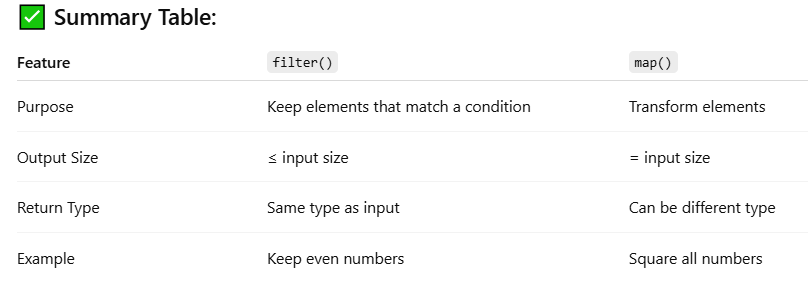 ✅ Summary Table:
Feature filter() map()
Purpose Keep elements that match a condition Transform elements
Output Size ≤ input size = input size
Return Type Same type as input Can be different type
Example Keep even numbers Square all numbers